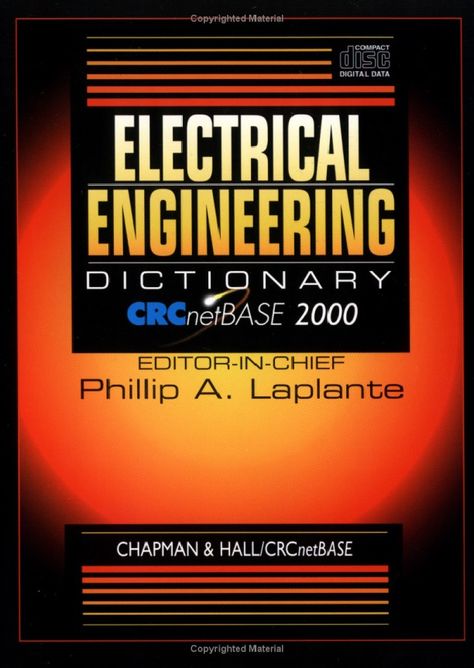 Copyrighted Material
COMPACT
disc
DIGITAL DATA
ELECTRICAL
ENGINEERING
DICTIONARY
CRCnetBASE 2000
EDITOR-IN-CHIEF
Phillip A. Laplante
CHAPMAN & HALL/CRCnetBASE
Copyrighted Material